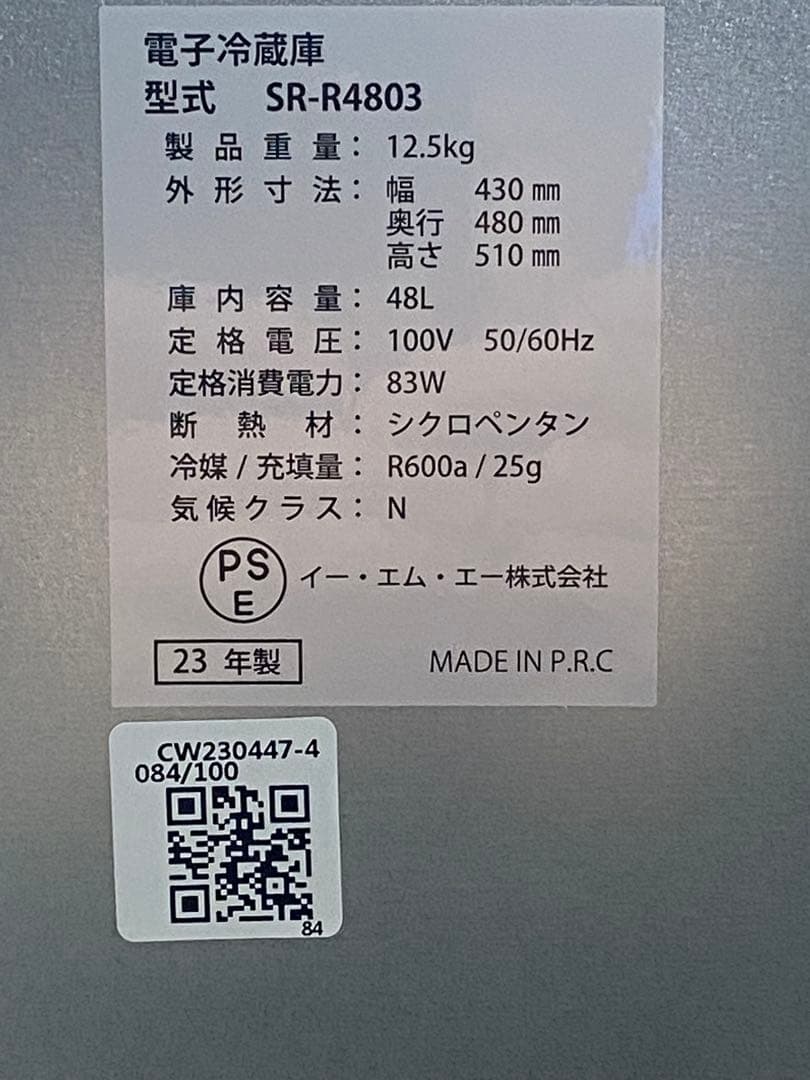 電子冷蔵庫
型式 SR-R4803
製品重量： 12.5kg
外形寸法： 幅 430㎜
奥行 480㎜
高さ 510㎜
庫内容量： 48L
定格電圧： 100V 50/60Hz
定格消費電力： 83W
断熱材： シクロペンタン
冷媒 / 充填量： R600a / 25g
気候クラス： N
PS
E
イー・エム・エー株式会社
23 年製 MADE IN P.R.C
CW230447-4
084/100
84